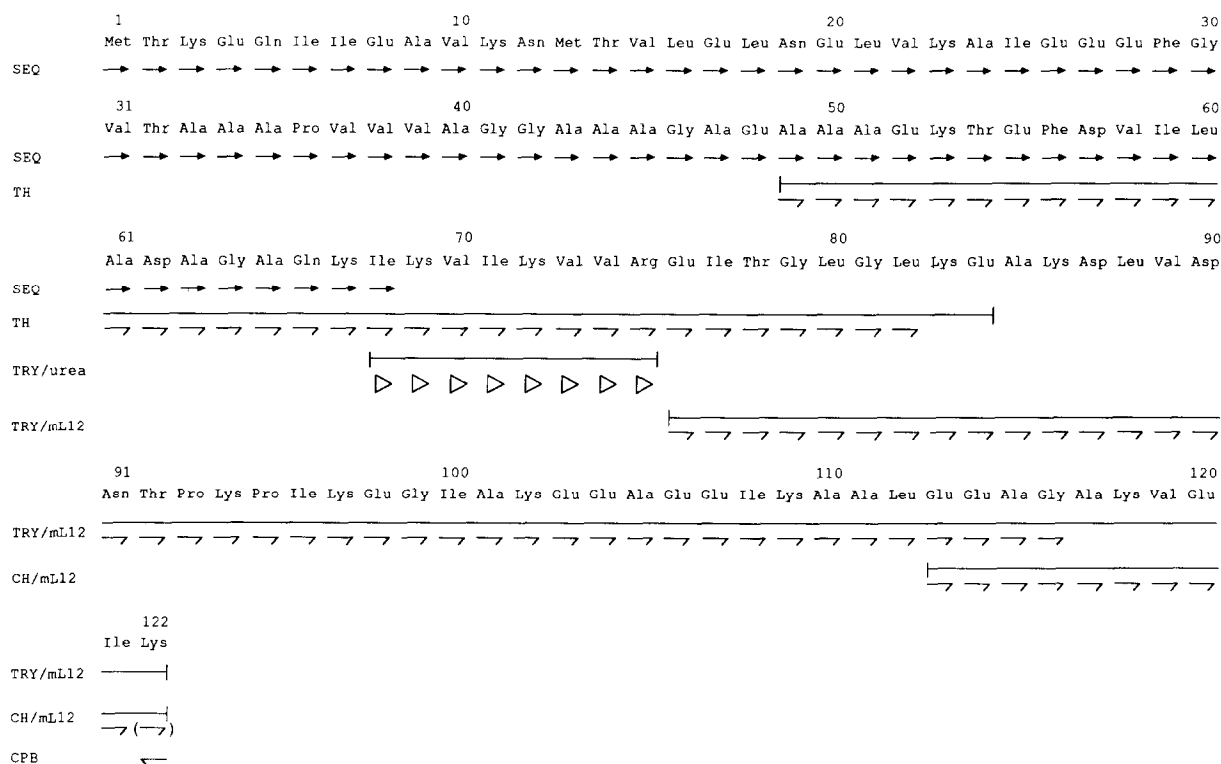 1 10 20 30
Met Thr Lys Glu Gln Ile Ile Glu Ala Val Lys Asn Met Thr Val Leu Glu Leu Asn Glu Leu Val Lys Ala Ile Glu Glu Glu Phe Gly
SEQ
31 40 50 60
Val Thr Ala Ala Ala Pro Val Val Val Ala Gly Gly Ala Ala Ala Gly Ala Glu Ala Ala Ala Glu Lys Thr Glu Phe Asp Val Ile Leu
SEQ
TH
61 70 80 90
Ala Asp Ala Gly Ala Gln Lys Ile Lys Val Ile Lys Val Val Arg Glu Ile Thr Gly Leu Gly Leu Lys Glu Ala Lys Asp Leu Val Asp
SEQ
TH
TRY/urea
TRY/mL12
91 100 110 120
Asn Thr Pro Lys Pro Ile Lys Glu Gly Ile Ala Lys Glu Glu Ala Glu Glu Ile Lys Ala Ala Leu Glu Glu Ala Gly Ala Lys Val Glu
TRY/mL12
CH/mL12
122
Ile Lys
TRY/mL12
CH/mL12
( )
CPB